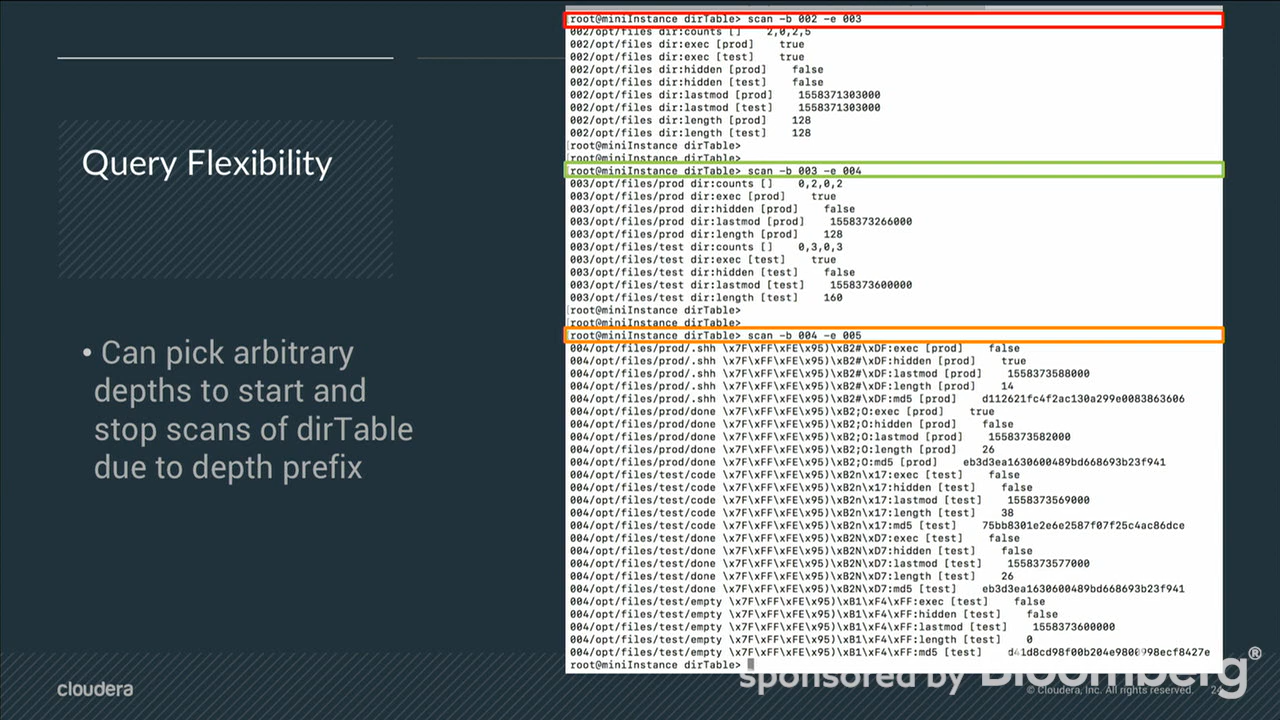 Query Flexibility
• Can pick arbitrary
depths to start and
stop scans of dirTable
due to depth prefix
root@miniInstance dirTable> scan -b 002 -e 003
002/opt/files dir:counts [] 2,0,2,5
002/opt/files dir:exec [prod] true
002/opt/files dir:exec [test] true
002/opt/files dir:hidden [prod] false
002/opt/files dir:hidden [test] false
002/opt/files dir:lastmod [prod] 1558371303000
002/opt/files dir:lastmod [test] 1558371303000
002/opt/files dir:length [prod] 128
002/opt/files dir:length [test] 128
[root@miniInstance dirTable>
[root@miniInstance dirTable>
root@miniInstance dirTable> scan -b 003 -e 004
003/opt/files/prod dir:counts [] 0,2,0,2
003/opt/files/prod dir:exec [prod] true
003/opt/files/prod dir:hidden [prod] false
003/opt/files/prod dir:lastmod [prod] 1558373266000
003/opt/files/prod dir:length [prod] 128
003/opt/files/test dir:counts [] 0,3,0,3
003/opt/files/test dir:exec [test] true
003/opt/files/test dir:hidden [test] false
003/opt/files/test dir:lastmod [test] 1558373600000
003/opt/files/test dir:length [test] 160
[root@miniInstance dirTable>
[root@miniInstance dirTable>
root@miniInstance dirTable> scan -b 004 -e 005
004/opt/files/prod/.shh \x7F\xFF\xFE\x95)\xB2#\xDF:exec [prod] false
004/opt/files/prod/.shh \x7F\xFF\xFE\x95)\xB2#\xDF:hidden [prod] true
004/opt/files/prod/.shh \x7F\xFF\xFE\x95)\xB2#\xDF:lastmod [prod] 1558373588000
004/opt/files/prod/.shh \x7F\xFF\xFE\x95)\xB2#\xDF:length [prod] 14
004/opt/files/prod/.shh \x7F\xFF\xFE\x95)\xB2#\xDF:md5 [prod] d112621fc4f2ac130a299e0083863606
004/opt/files/prod/done \x7F\xFF\xFE\x95)\xB2;O:exec [prod] true
004/opt/files/prod/done \x7F\xFF\xFE\x95)\xB2;O:hidden [prod] false
004/opt/files/prod/done \x7F\xFF\xFE\x95)\xB2;O:lastmod [prod] 1558373582000
004/opt/files/prod/done \x7F\xFF\xFE\x95)\xB2;O:length [prod] 26
004/opt/files/prod/done \x7F\xFF\xFE\x95)\xB2;O:md5 [prod] eb3d3ea1630600489bd668693b23f941
004/opt/files/test/code \x7F\xFF\xFE\x95)\xB2n\x17:exec [test] false
004/opt/files/test/code \x7F\xFF\xFE\x95)\xB2n\x17:hidden [test] false
004/opt/files/test/code \x7F\xFF\xFE\x95)\xB2n\x17:lastmod [test] 1558373569000
004/opt/files/test/code \x7F\xFF\xFE\x95)\xB2n\x17:length [test] 38
004/opt/files/test/code \x7F\xFF\xFE\x95)\xB2n\x17:md5 [test] 75bb8301e2e6e2587f07f25c4ac86dce
004/opt/files/test/done \x7F\xFF\xFE\x95)\xB2N\xD7:exec [test] false
004/opt/files/test/done \x7F\xFF\xFE\x95)\xB2N\xD7:hidden [test] false
004/opt/files/test/done \x7F\xFF\xFE\x95)\xB2N\xD7:lastmod [test] 1558373577000
004/opt/files/test/done \x7F\xFF\xFE\x95)\xB2N\xD7:length [test] 26
004/opt/files/test/done \x7F\xFF\xFE\x95)\xB2N\xD7:md5 [test] eb3d3ea1630600489bd668693b23f941
004/opt/files/test/empty \x7F\xFF\xFE\x95)\xB1\xF4\xFF:exec [test] false
004/opt/files/test/empty \x7F\xFF\xFE\x95)\xB1\xF4\xFF:hidden [test] false
004/opt/files/test/empty \x7F\xFF\xFE\x95)\xB1\xF4\xFF:lastmod [test] 1558373600000
004/opt/files/test/empty \x7F\xFF\xFE\x95)\xB1\xF4\xFF:length [test] 0
004/opt/files/test/empty \x7F\xFF\xFE\x95)\xB1\xF4\xFF:md5 [test] d41d8cd98f00b204e9800998ecf8427e
root@miniInstance dirTable>
sponsored by Bloomberg®
cloudera
© Cloudera, Inc. All rights reserved.